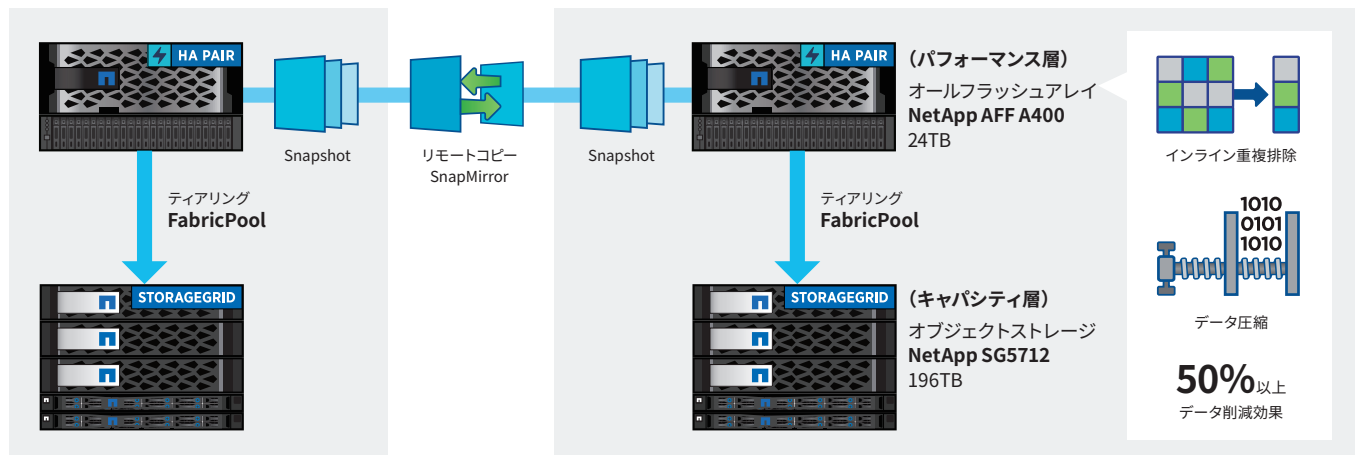 HA PAIR
Snapshot
リモートコピー
SnapMirror
Snapshot
HA PAIR
（パフォーマンス層）
オールフラッシュアレイ
NetApp AFF A400
24TB
ティアリング
FabricPool
ティアリング
FabricPool
STORAGEGRID
STORAGEGRID
（キャパシティ層）
オブジェクトストレージ
NetApp SG5712
196TB
インライン重複排除
1010
0101
1010
データ圧縮
50%以上
データ削減効果